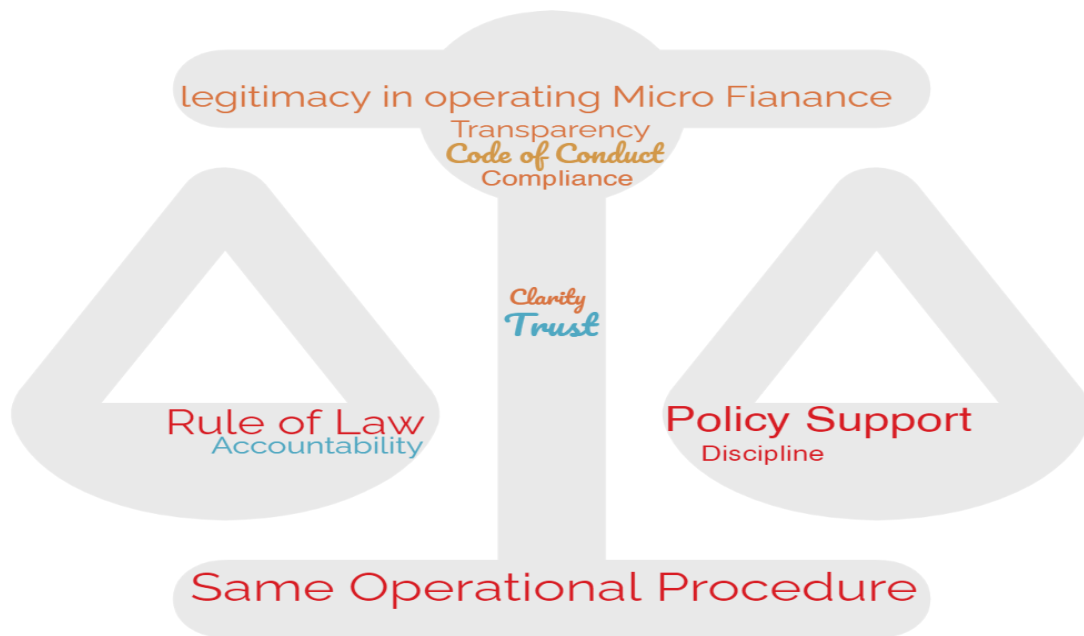 legitimacy in operating Micro Fianance
Transparency
Code of Conduct
Compliance
Clarity
Trust
Rule of Law
Accountability
Policy Support
Discipline
Same Operational Procedure